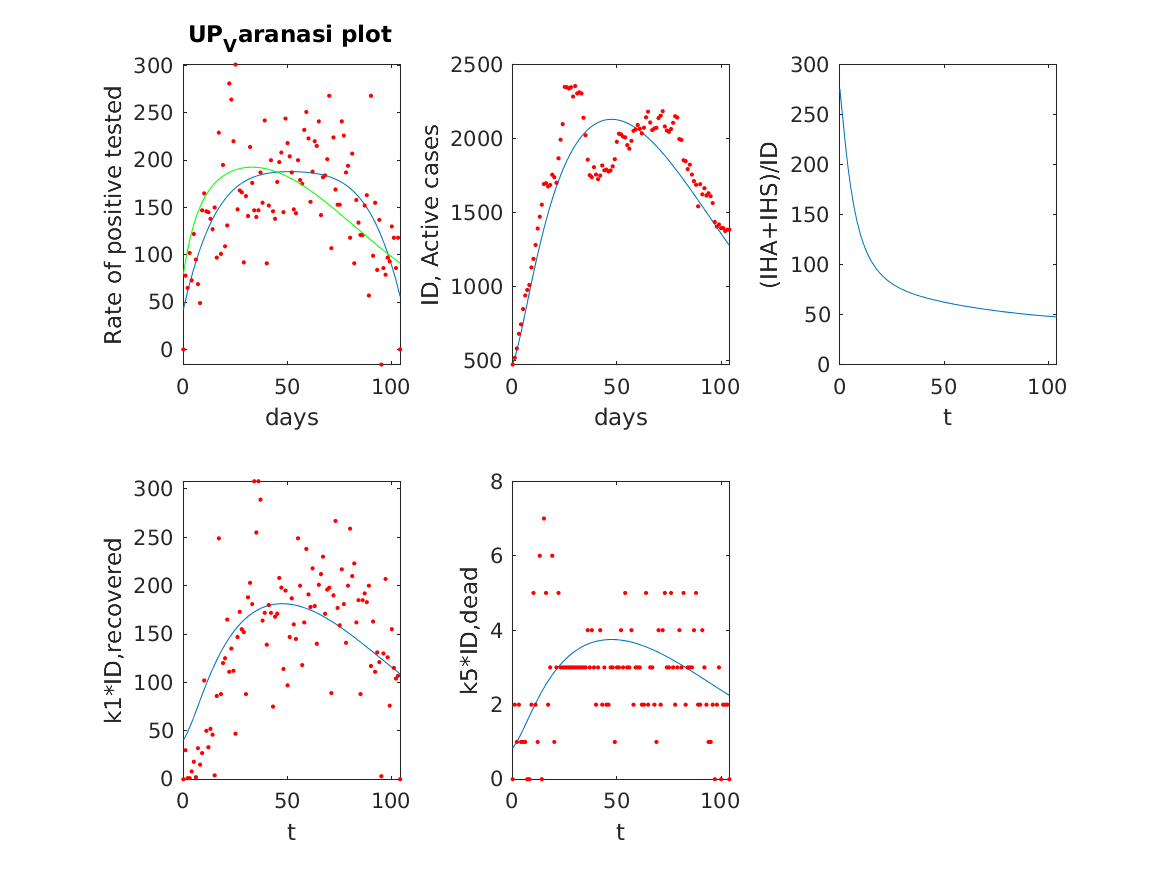 UP_Varanasi plot
300
250
200
150
100
50
0
Rate of positive tested
0 50 100
days
2500
2000
1500
1000
500
ID, Active cases
0 50 100
days
300
250
200
150
100
50
0
(IHA+IHS)/ID
0 50 100
t
300
250
200
150
100
50
0
k1*ID,recovered
0 50 100
t
8
6
4
2
0
k5*ID,dead
0 50 100
t